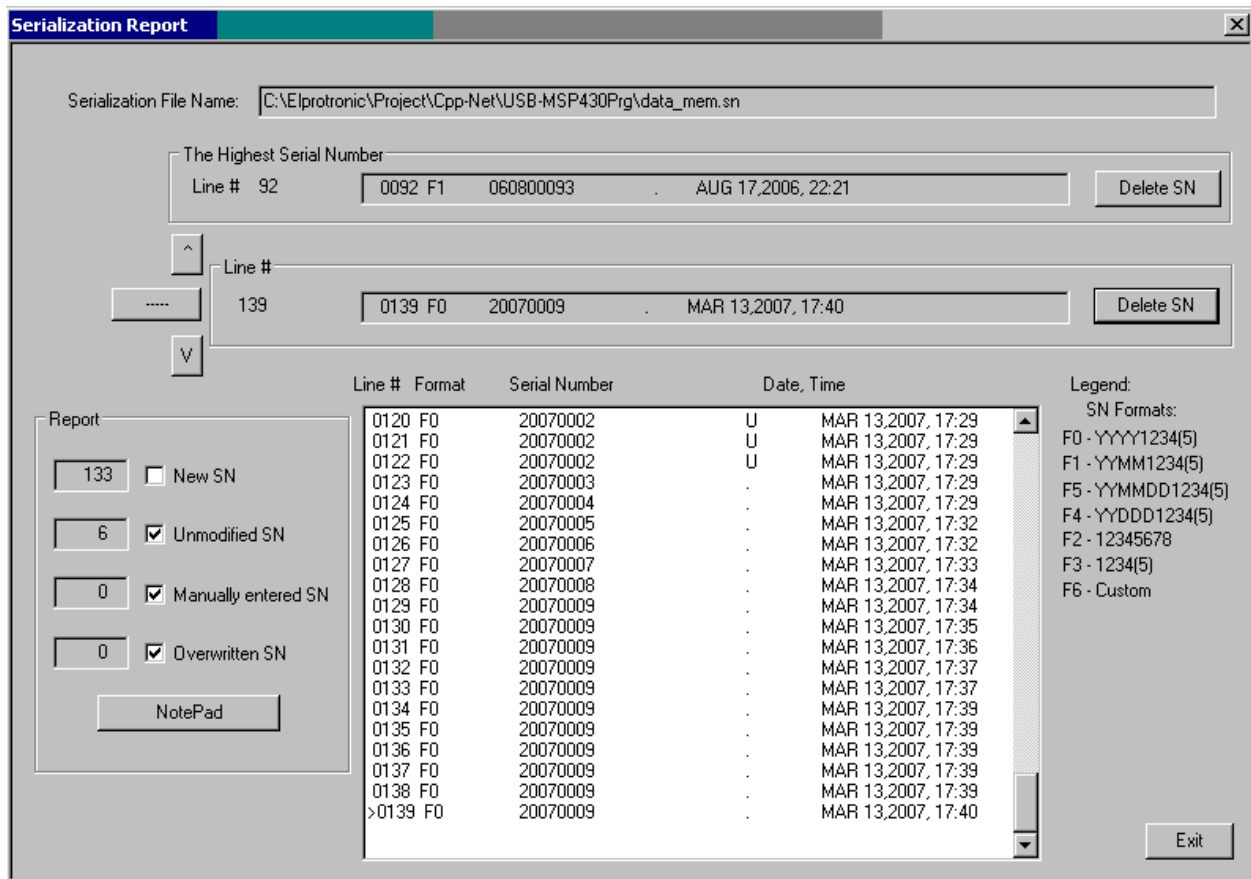 Serialization Report
Serialization File Name: C:\Elprotronic\Project\Cpp-Net\USB-MSP430Prg\data_mem.sn
The Highest Serial Number
Line # 92 0092 F1 060800093 . AUG 17,2006, 22:21 Delete SN
^
Line #
----- 139 0139 F0 20070009 . MAR 13,2007, 17:40 Delete SN
V
Line # Format Serial Number Date, Time
0120 F0 20070002 U MAR 13,2007, 17:29
0121 F0 20070002 U MAR 13,2007, 17:29
0122 F0 20070002 U MAR 13,2007, 17:29
0123 F0 20070003 . MAR 13,2007, 17:29
0124 F0 20070004 . MAR 13,2007, 17:29
0125 F0 20070005 . MAR 13,2007, 17:32
0126 F0 20070006 . MAR 13,2007, 17:32
0127 F0 20070007 . MAR 13,2007, 17:33
0128 F0 20070008 . MAR 13,2007, 17:34
0129 F0 20070009 . MAR 13,2007, 17:34
0130 F0 20070009 . MAR 13,2007, 17:35
0131 F0 20070009 . MAR 13,2007, 17:36
0132 F0 20070009 . MAR 13,2007, 17:37
0133 F0 20070009 . MAR 13,2007, 17:37
0134 F0 20070009 . MAR 13,2007, 17:39
0135 F0 20070009 . MAR 13,2007, 17:39
0136 F0 20070009 . MAR 13,2007, 17:39
0137 F0 20070009 . MAR 13,2007, 17:39
0138 F0 20070009 . MAR 13,2007, 17:39
>0139 F0 20070009 . MAR 13,2007, 17:40
Report
133 New SN
6 Unmodified SN
0 Manually entered SN
0 Overwritten SN
NotePad
Legend:
SN Formats:
F0 - YYYY1234(5)
F1 - YYMM1234(5)
F5 - YYMMDD1234(5)
F4 - YYDDD1234(5)
F2 - 12345678
F3 - 1234(5)
F6 - Custom
Exit